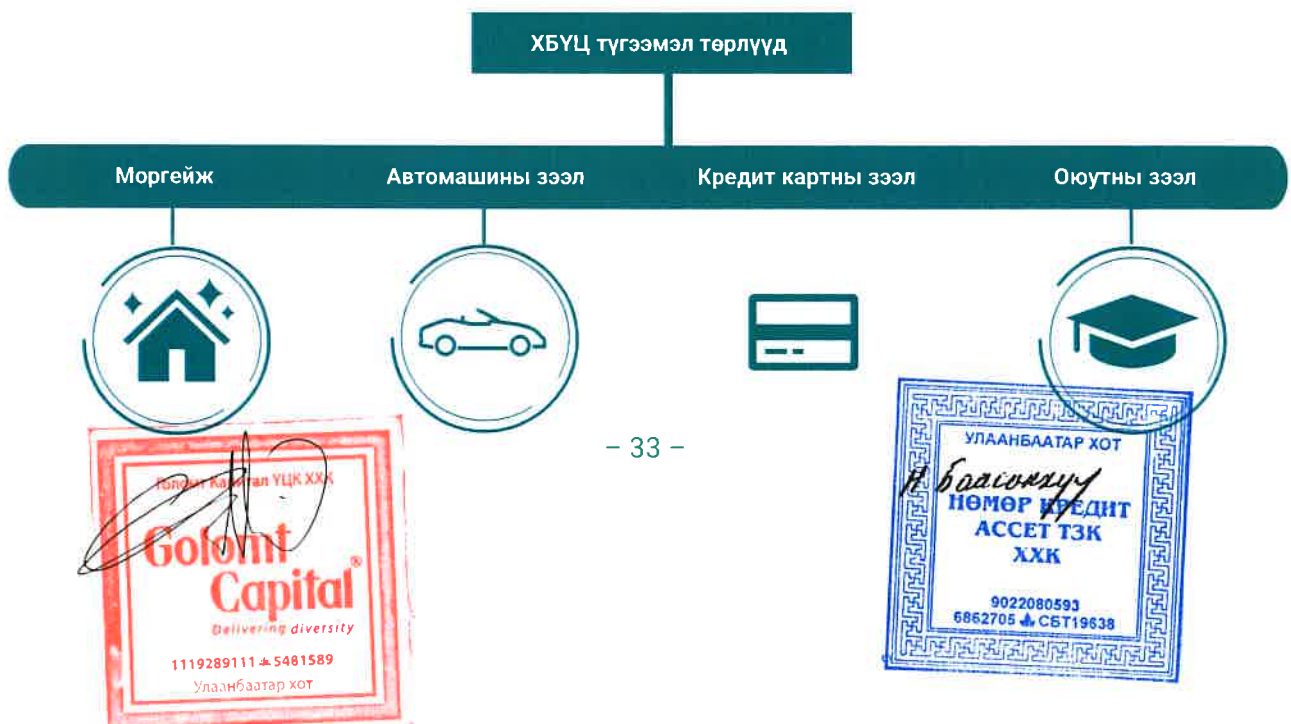 ХБҮЦ түгээмэл төрлүүд
Моргейж
Автомашины зээл
Кредит картны зээл
Оюутны зээл
– 33 –
Голомт Капитал ҮЦК ХХК
Golomt
Capital®
Delivering diversity
1119289111 5461589
Улаанбаатар хот
УЛААНБААТАР ХОТ
НӨМӨР КРЕДИТ
АССЕТ ТЗК
ХХК
9022080593
6862705 СБТ19638